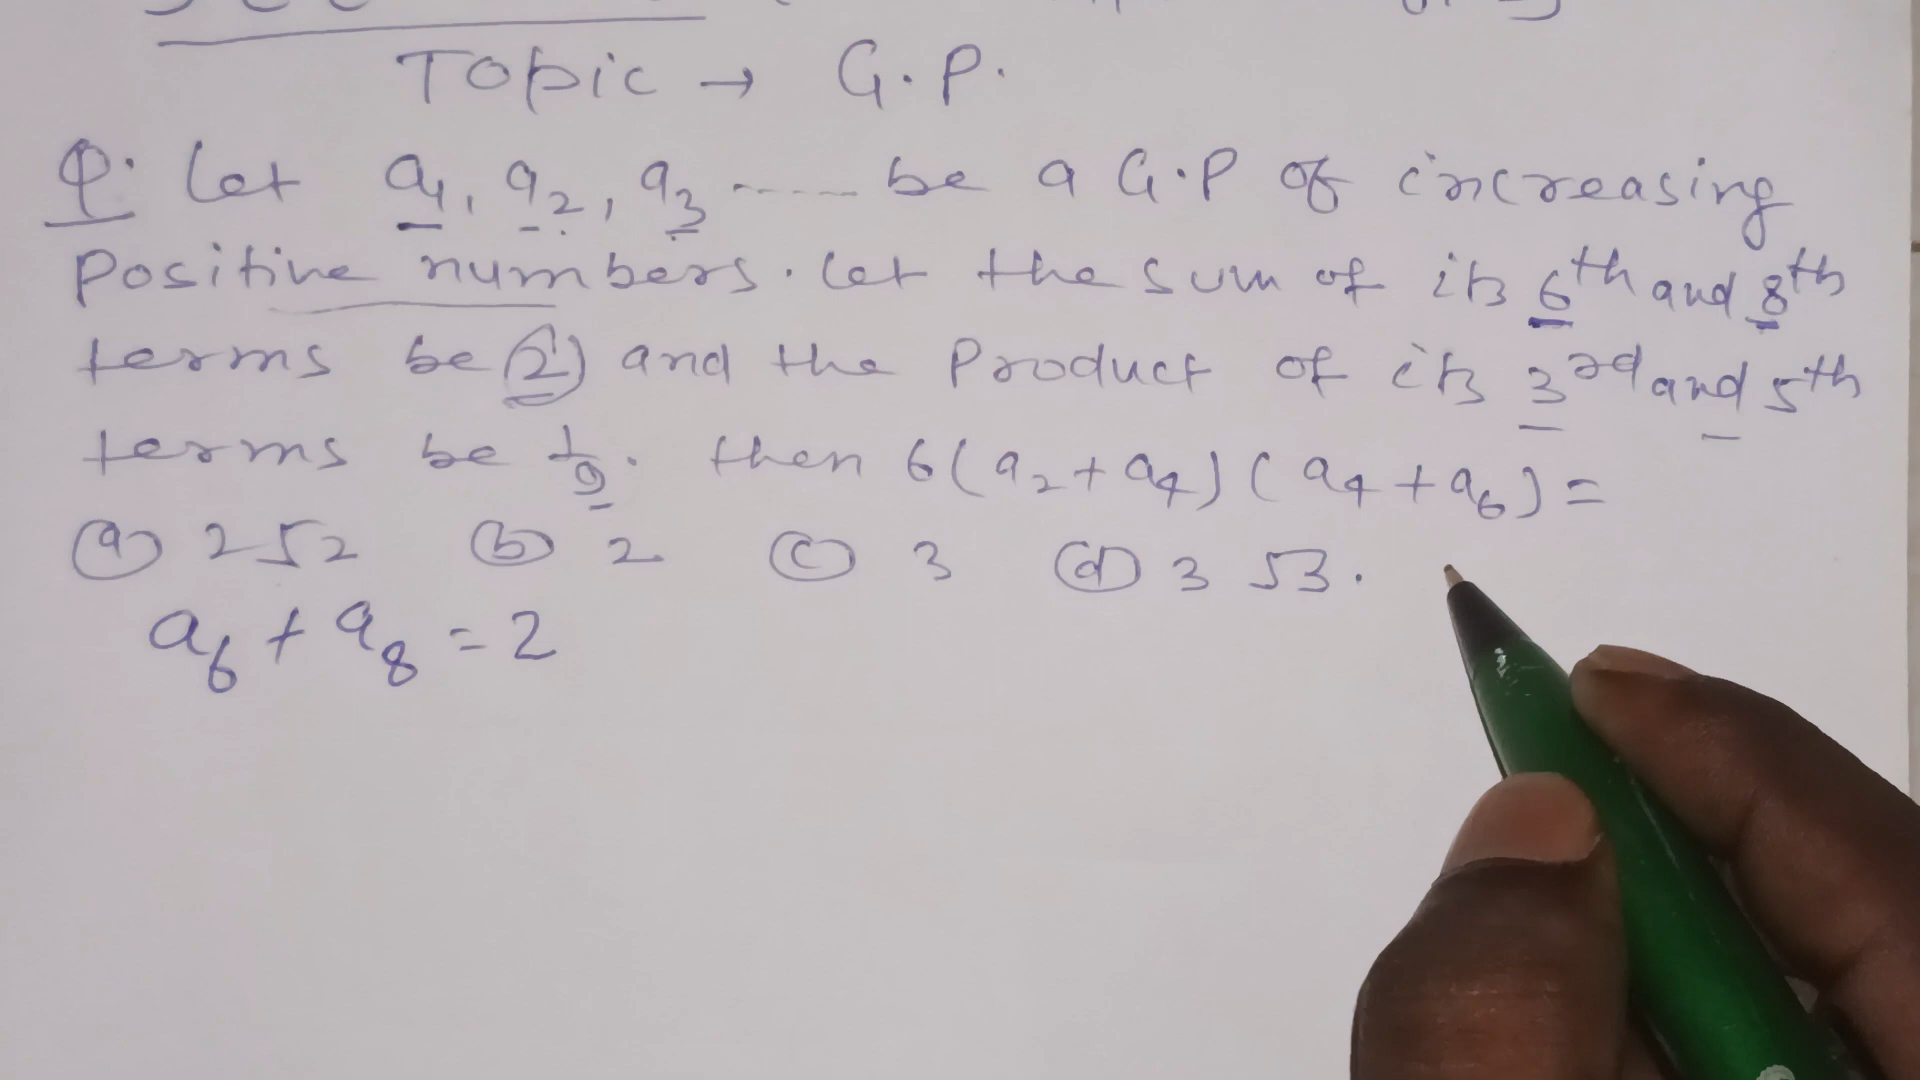 Topic → G.P.
Q. Let a1, a2, a3 ...... be a G.P of increasing
Positive numbers. Let the sum of its 6th and 8th
terms be 2 and the Product of its 3rd and 5th
terms be 1/9. then 6(a2+a4)(a4+a6)=
(a) 2√2 (b) 2 (c) 3 (d) 3√3.
a6 + a8 = 2